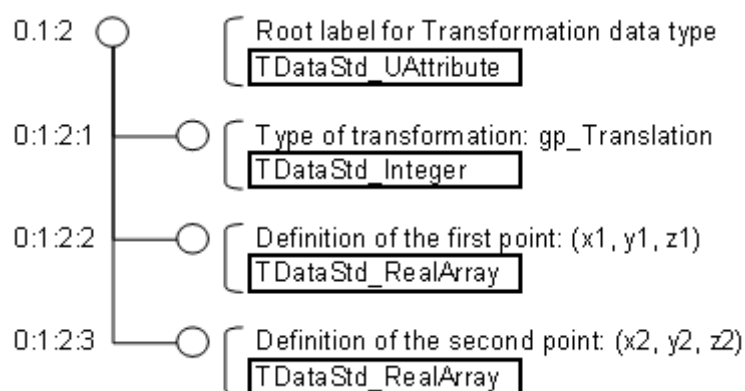 0.1:2 Root label for Transformation data type
TDataStd_UAttribute
0:1:2:1 Type of transformation: gp_Translation
TDataStd_Integer
0:1:2:2 Definition of the first point: (x1, y1, z1)
TDataStd_RealArray
0:1:2:3 Definition of the second point: (x2, y2, z2)
TDataStd_RealArray